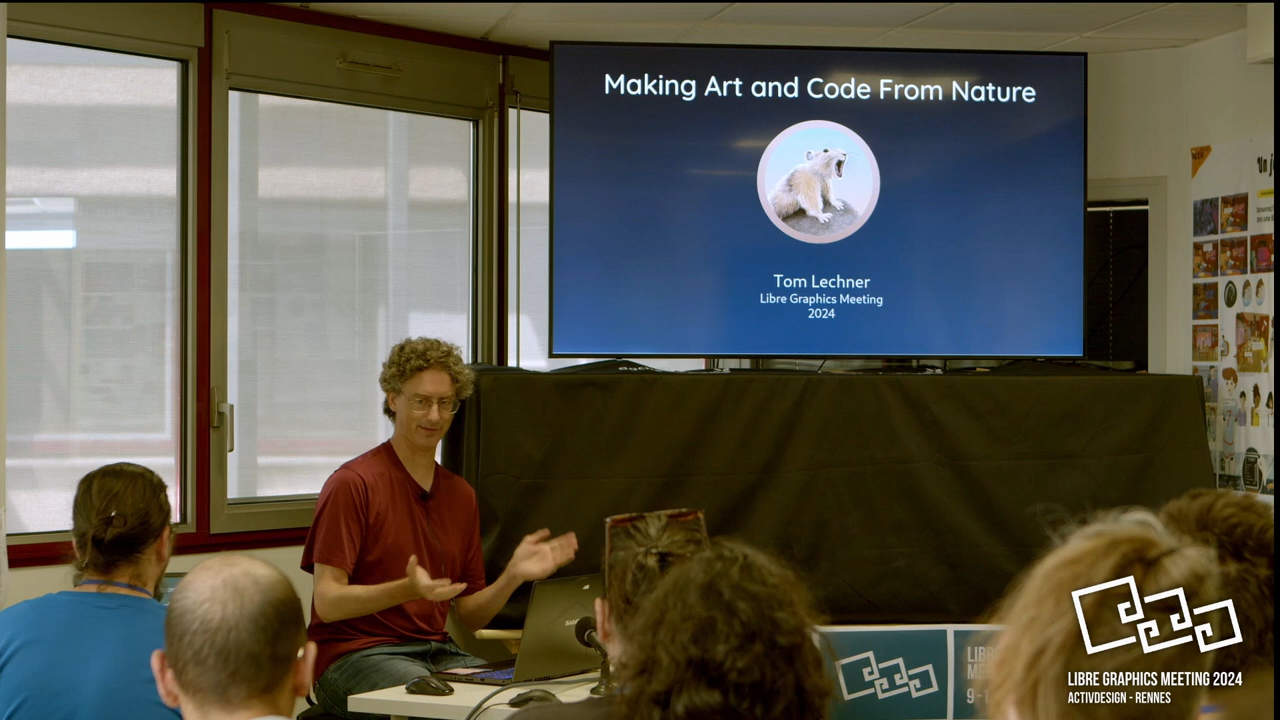 Making Art and Code From Nature
Tom Lechner
Libre Graphics Meeting
2024
LIBRE GRAPHICS MEETING 2024
ACTIVDESIGN - RENNES